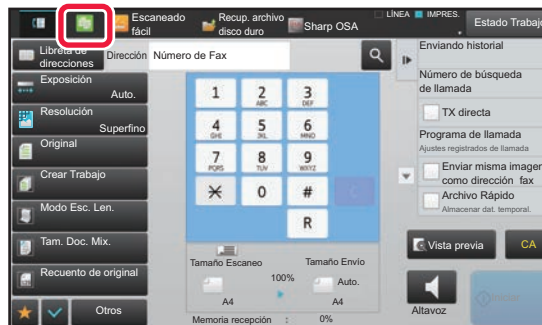 Escaneado fácil
Recup. archivo disco duro
Sharp OSA
LÍNEA
IMPRES.
Estado Trabajo
Libreta de direcciones
Dirección
Número de Fax
Exposición
Auto.
Resolución
Superfino
Original
Crear Trabajo
Modo Esc. Len.
Tam. Doc. Mix.
Recuento de original
Otros
1
2 ABC
3 DEF
4 GHI
5 JKL
6 MNO
7 PQRS
8 TUV
9 WXYZ
0
#
C
R
Tamaño Escaneo
Tamaño Envio
100%
Auto.
A4
A4
Memoria recepción : 0%
Enviando historial
Número de búsqueda de llamada
TX directa
Programa de llamada
Ajustes registrados de llamada
Enviar misma imagen como dirección fax
Archivo Rápido
Almacenar dat. temporal.
Vista previa
CA
Altavoz
Iniciar